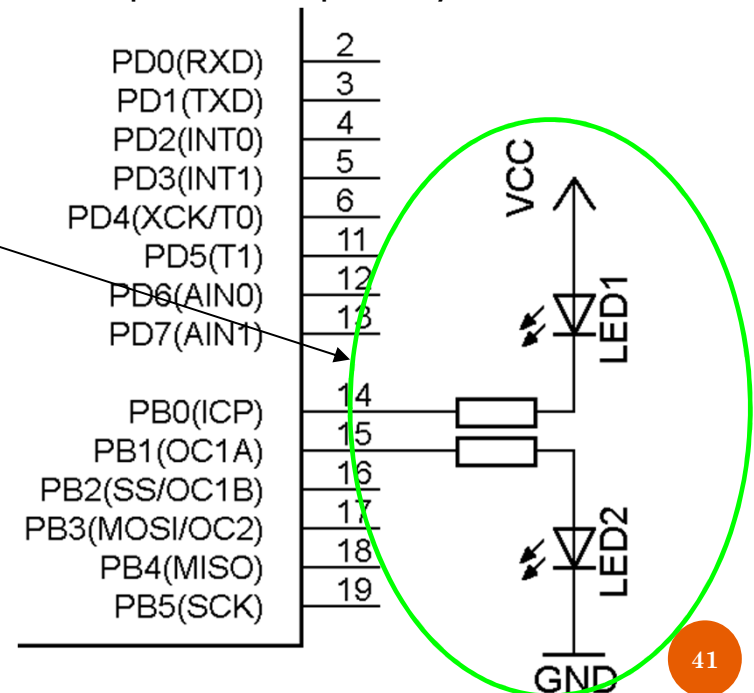 PD0(RXD) 2
PD1(TXD) 3
PD2(INT0) 4
PD3(INT1) 5
PD4(XCK/T0) 6
PD5(T1) 11
PD6(AIN0) 12
PD7(AIN1) 13
PB0(ICP) 14
PB1(OC1A) 15
PB2(SS/OC1B) 16
PB3(MOSI/OC2) 17
PB4(MISO) 18
PB5(SCK) 19
VCC
LED1
LED2
GND
41